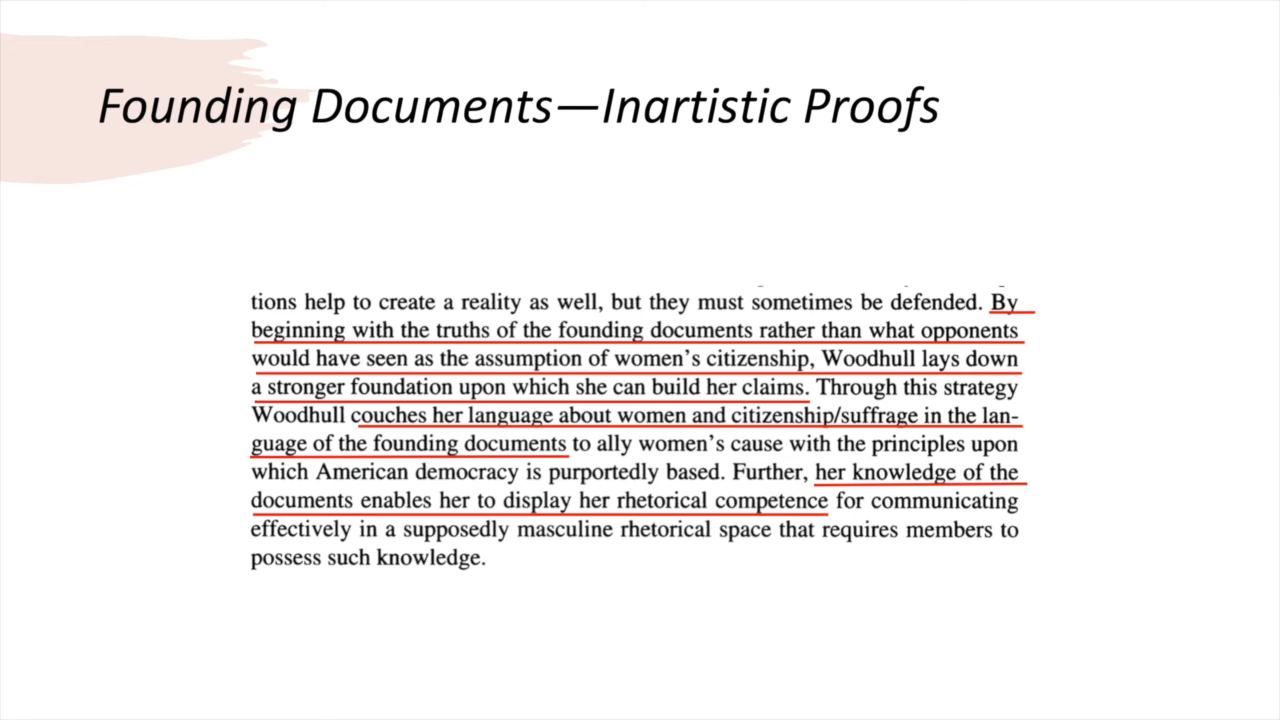 Founding Documents—Inartistic Proofs
tions help to create a reality as well, but they must sometimes be defended. By
beginning with the truths of the founding documents rather than what opponents
would have seen as the assumption of women's citizenship, Woodhull lays down
a stronger foundation upon which she can build her claims. Through this strategy
Woodhull couches her language about women and citizenship/suffrage in the lan-
guage of the founding documents to ally women's cause with the principles upon
which American democracy is purportedly based. Further, her knowledge of the
documents enables her to display her rhetorical competence for communicating
effectively in a supposedly masculine rhetorical space that requires members to
possess such knowledge.